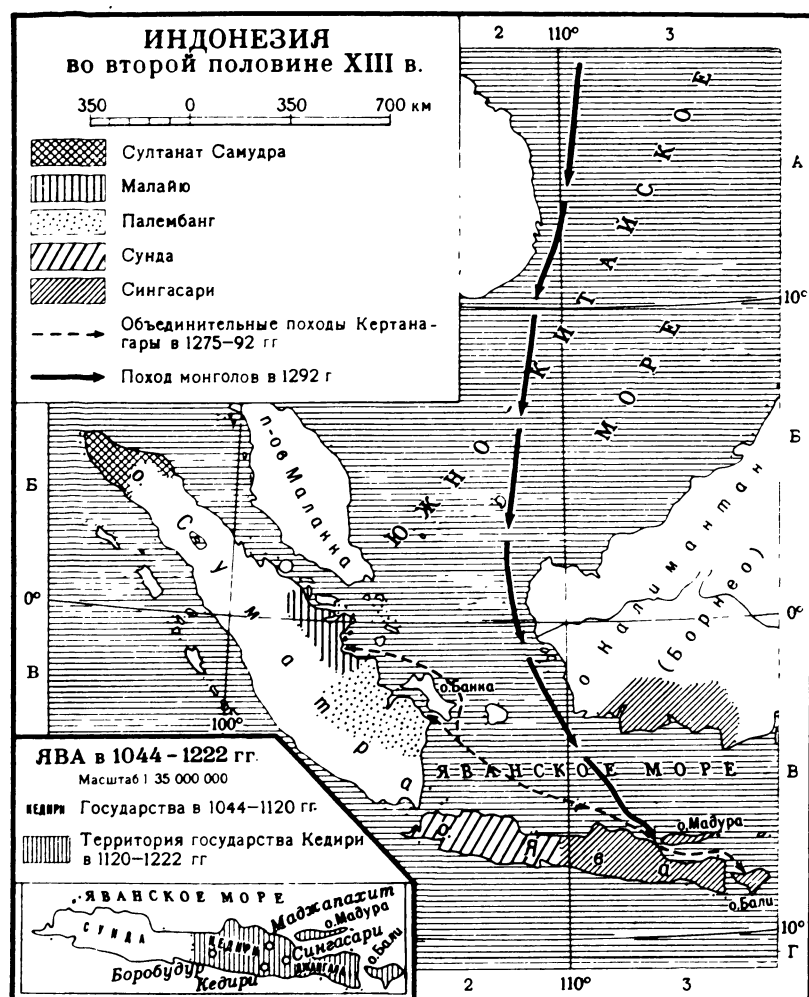 ИНДОНЕЗИЯ
во второй половине XIII в.
350 0 350 700 км
Султанат Самудра
Малайю
Палембанг
Сунда
Сингасари
Объединительные походы Кертана-
гары в 1275–92 гг
Поход монголов в 1292 г
2 110° 3
А
10°
Б
Б
0°
0°
В
В
100°
10°
Г
ЮЖНО-КИТАЙСКОЕ
МОРЕ
п-ов Малакка
о. Суматра
о. Калимантан
(Борнео)
о.Банка
ЯВАНСКОЕ МОРЕ
о. Ява
о.Мадура
о.Бали
ЯВА в 1044–1222 гг.
Масштаб 1 35 000 000
КЕДИРИ Государства в 1044–1120 гг.
Территория государства Кедири
в 1120–1222 гг
ЯВАНСКОЕ МОРЕ
Маджапахит
о.Мадура
СУНДА
КЕДИРИ
Сингасари
ДЖАНГАЛА
о.Бали
Боробудур
Кедири
2 110° 3